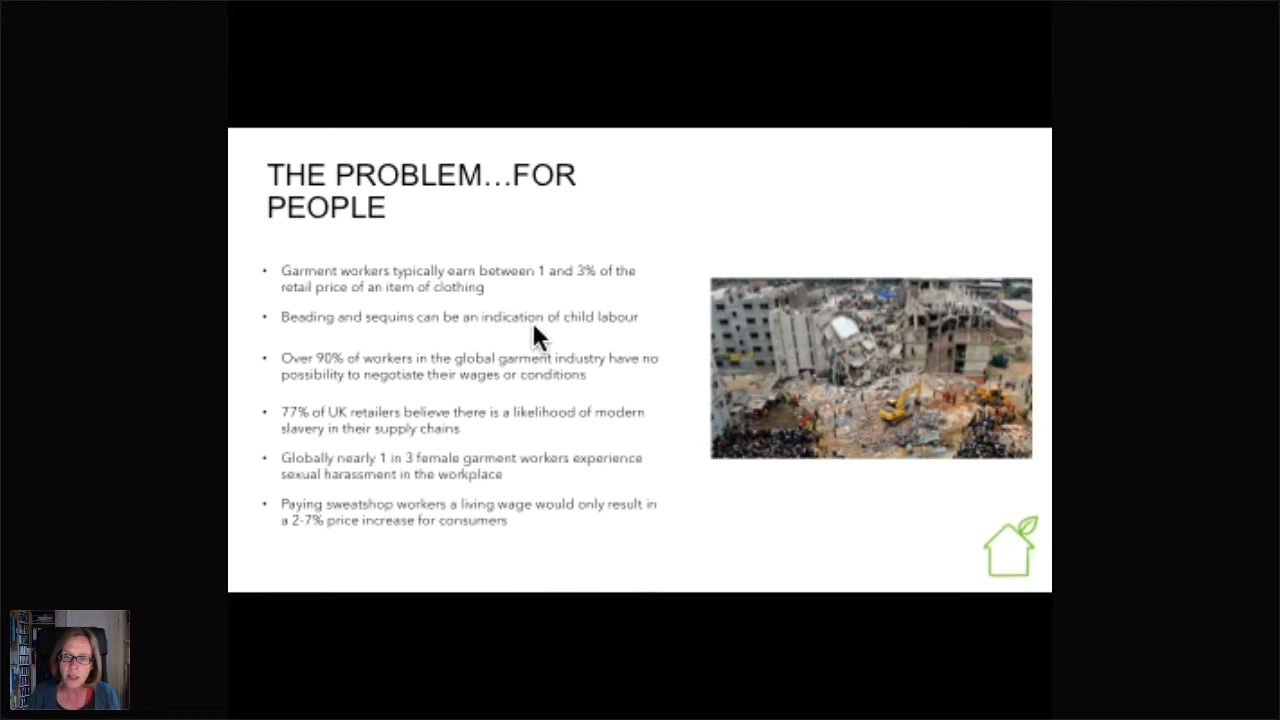 THE PROBLEM...FOR
PEOPLE
• Garment workers typically earn between 1 and 3% of the
retail price of an item of clothing
• Beading and sequins can be an indication of child labour
• Over 90% of workers in the global garment industry have no
possibility to negotiate their wages or conditions
• 77% of UK retailers believe there is a likelihood of modern
slavery in their supply chains
• Globally nearly 1 in 3 female garment workers experience
sexual harassment in the workplace
• Paying sweatshop workers a living wage would only result in
a 2-7% price increase for consumers